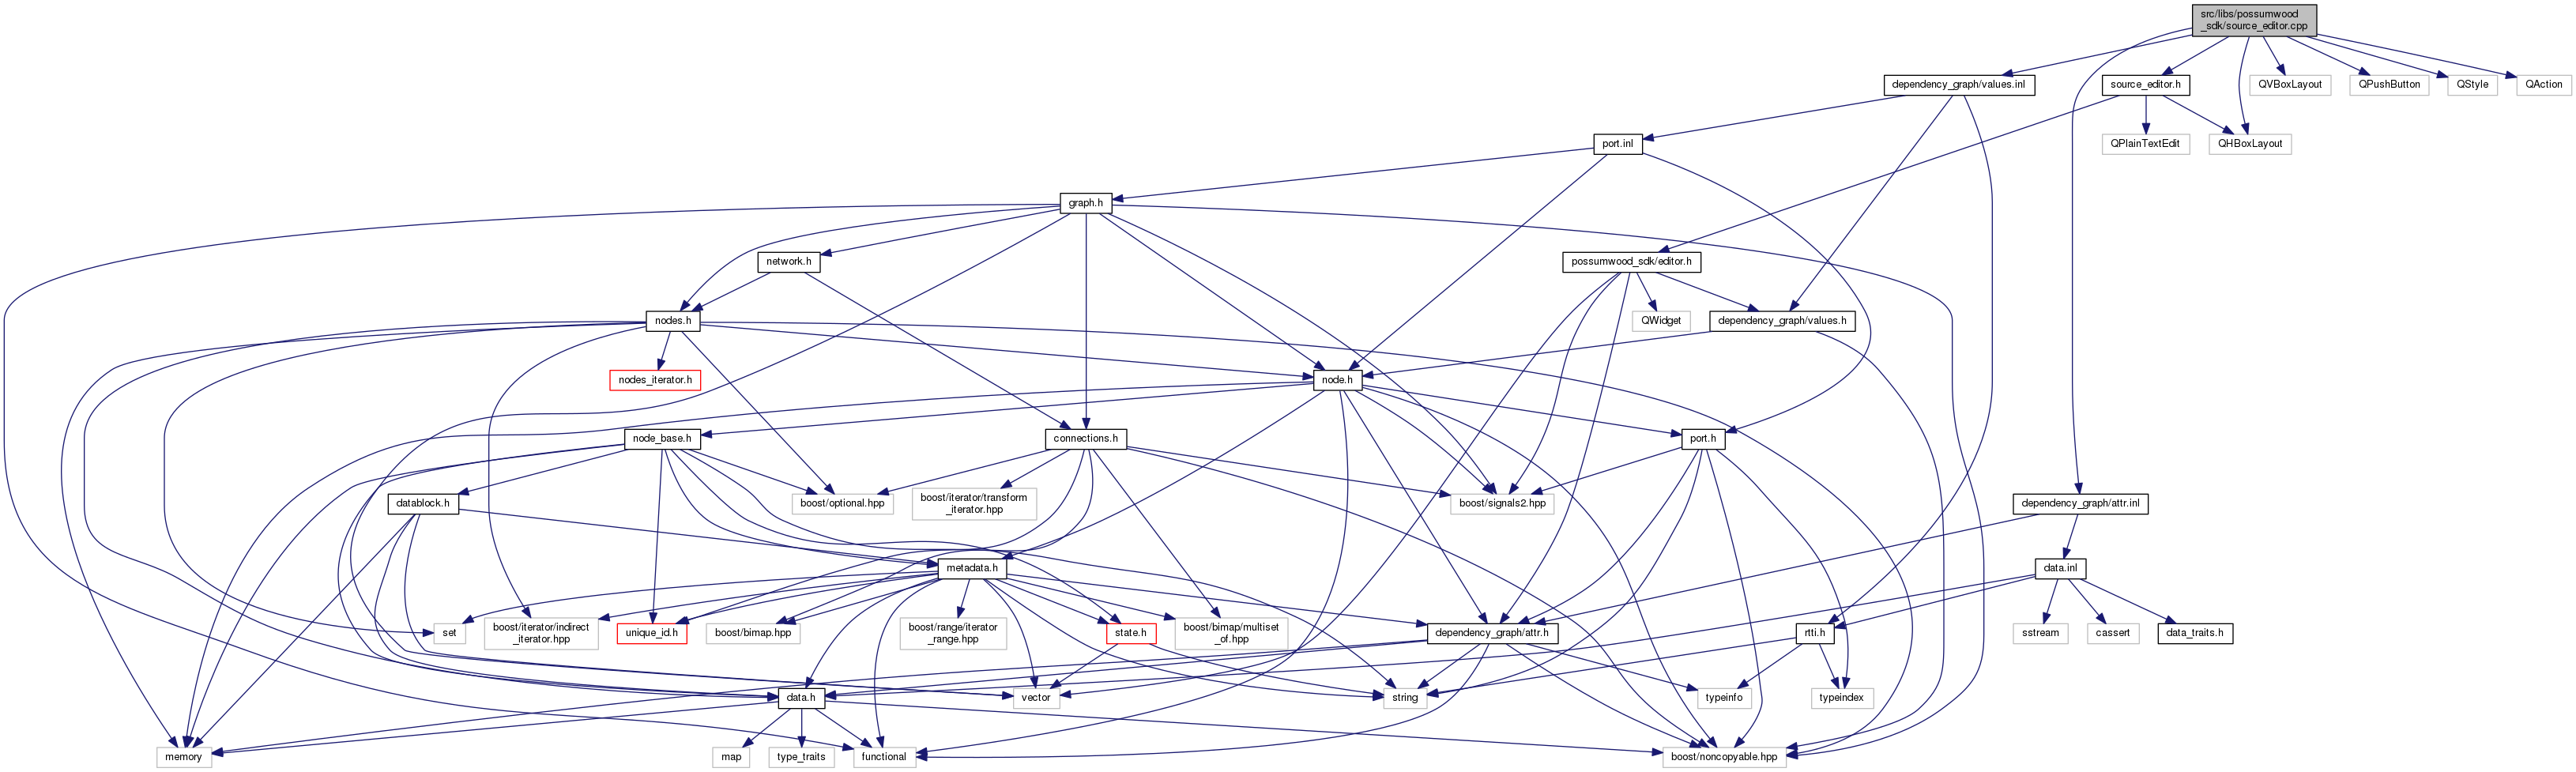 src/libs/possumwood
_sdk/source_editor.cpp
dependency_graph/values.inl
source_editor.h
QVBoxLayout
QPushButton
QStyle
QAction
port.inl
QPlainTextEdit
QHBoxLayout
graph.h
network.h
possumwood_sdk/editor.h
nodes.h
QWidget
dependency_graph/values.h
nodes_iterator.h
node.h
node_base.h
connections.h
port.h
datablock.h
boost/optional.hpp
boost/iterator/transform
_iterator.hpp
boost/signals2.hpp
dependency_graph/attr.inl
metadata.h
data.inl
set
boost/iterator/indirect
_iterator.hpp
unique_id.h
boost/bimap.hpp
boost/range/iterator
_range.hpp
state.h
boost/bimap/multiset
_of.hpp
dependency_graph/attr.h
rtti.h
sstream
cassert
data_traits.h
data.h
vector
string
typeinfo
typeindex
memory
map
type_traits
functional
boost/noncopyable.hpp